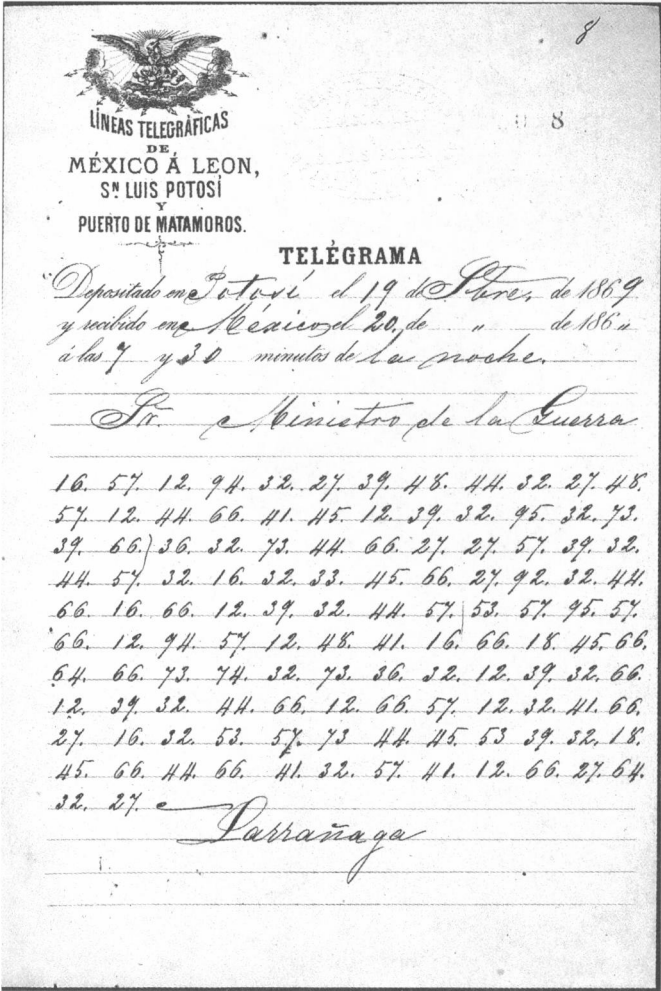 8
8
LÍNEAS TELEGRÁFICAS
DE
MÉXICO Á LEON,
SN LUIS POTOSÍ
Y
PUERTO DE MATAMOROS.
TELÉGRAMA
Depositado en Potosí el 19 de Sbre. de 1869
y recibido en México el 20. de " de 186 "
á las 7 y 30 minutos de la noche.
Sr. Ministro de la Guerra
16. 57. 12. 94. 32. 27. 39. 48. 44. 32. 27. 48.
57. 12. 44. 66. 41. 45. 12. 39. 32. 95. 32. 73.
39. 66.) 36. 32. 73. 44. 66. 27. 27. 57. 39. 32.
44. 57. 32. 16. 32. 33. 45. 66. 27. 92. 32. 44.
66. 16. 66. 12. 39. 32. 44. 57. 53. 57. 95. 57.
66. 12. 94. 57. 12. 48. 41. 16. 66. 18. 45. 66.
64. 66. 73. 74. 32. 73. 36. 32. 12. 39. 32. 66.
12. 39. 32. 44. 66. 12. 66. 57. 12. 32. 41. 66.
27. 16. 32. 53. 57. 73 44. 45. 53 39. 32. 18.
45. 66. 44. 66. 41. 32. 57. 41. 12. 66. 27. 64.
32. 27.
Larrañaga